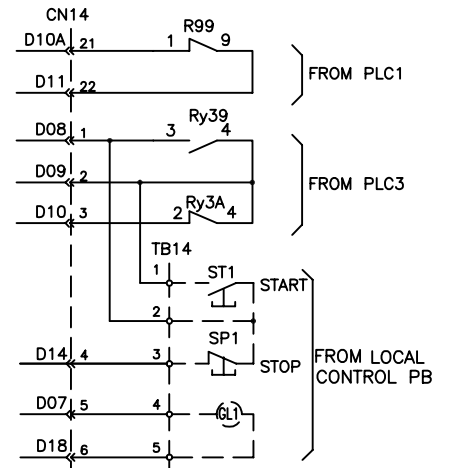 CN14
R99
D10A 21 1 9
D11 22
FROM PLC1
Ry39
D08 1 3 4
D09 2
FROM PLC3
Ry3A
D10 3 2 4
TB14
1 ST1 START
2
SP1
D14 4 3 STOP
FROM LOCAL
CONTROL PB
D07 5 4 GL1
D18 6 5